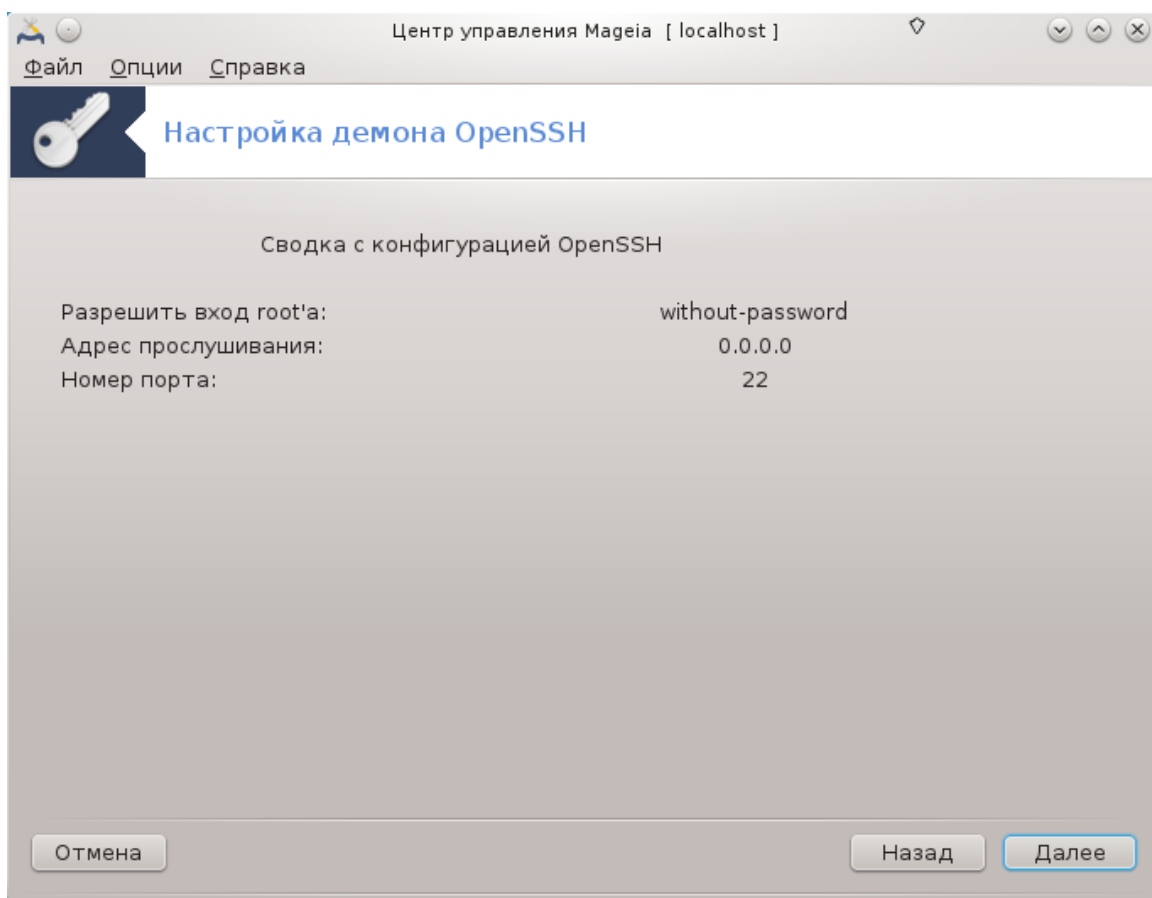 Центр управления Mageia [ localhost ]
Файл Опции Справка
Настройка демона OpenSSH
Сводка с конфигурацией OpenSSH
Разрешить вход root'а: without-password
Адрес прослушивания: 0.0.0.0
Номер порта: 22
Отмена Назад Далее